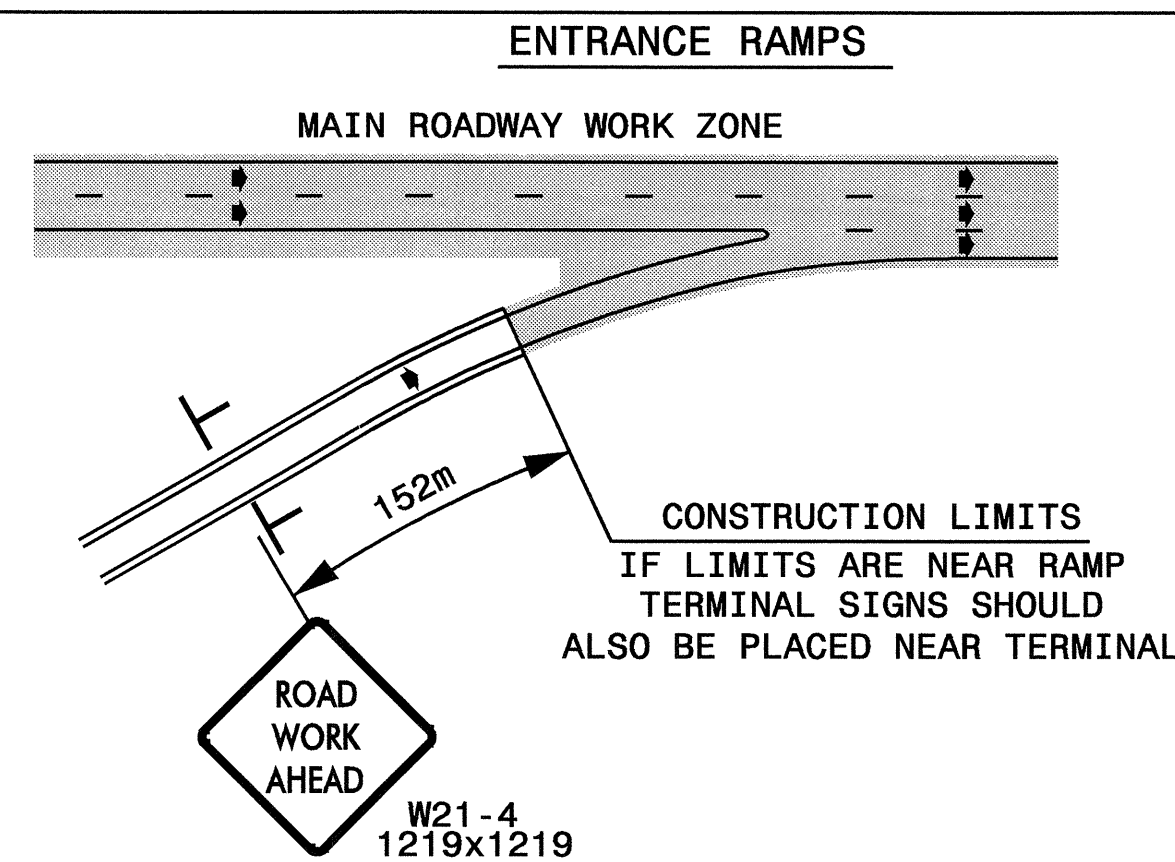 ENTRANCE RAMPS
MAIN ROADWAY WORK ZONE
152m
CONSTRUCTION LIMITS
IF LIMITS ARE NEAR RAMP
TERMINAL SIGNS SHOULD
ALSO BE PLACED NEAR TERMINAL
ROAD
WORK
AHEAD
W21-4
1219x1219